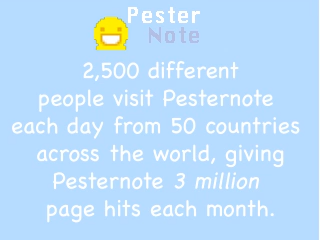 Pester
Note
2,500 different
people visit Pesternote
each day from 50 countries
across the world, giving
Pesternote 3 million
page hits each month.